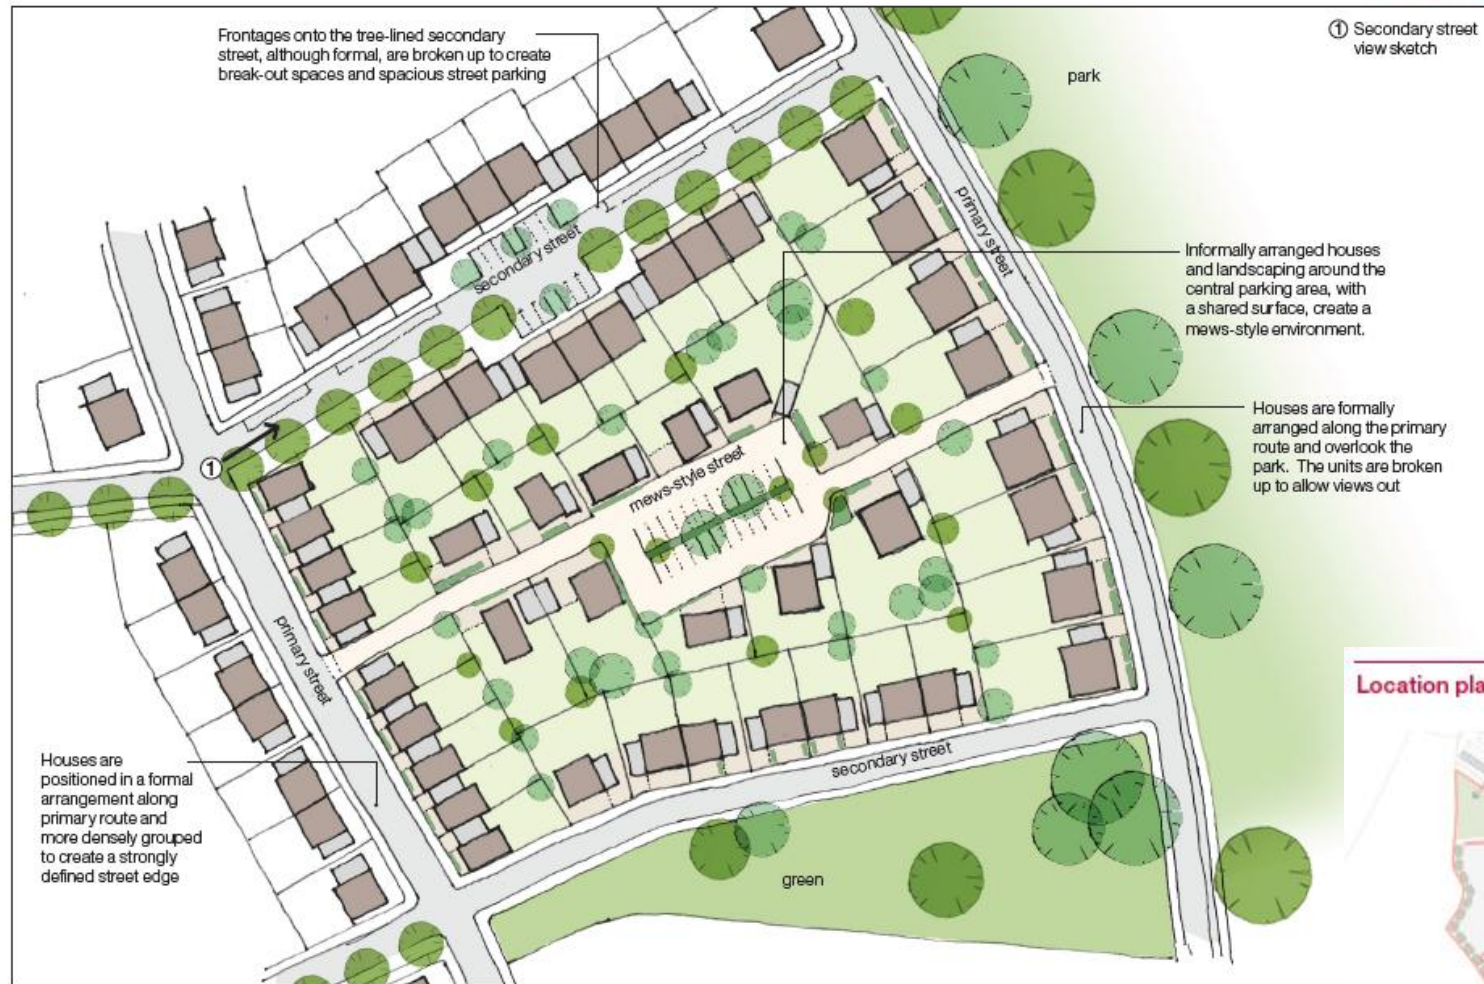 Frontages onto the tree-lined secondary
street, although formal, are broken up to create
break-out spaces and spacious street parking
① Secondary street
view sketch
park
secondary street
primary street
Informally arranged houses
and landscaping around the
central parking area, with
a shared surface, create a
mews-style environment.
Houses are formally
arranged along the primary
route and overlook the
park. The units are broken
up to allow views out
①
mews-style street
primary street
Location pla
Houses are
positioned in a formal
arrangement along
primary route and
more densely grouped
to create a strongly
defined street edge
secondary street
green